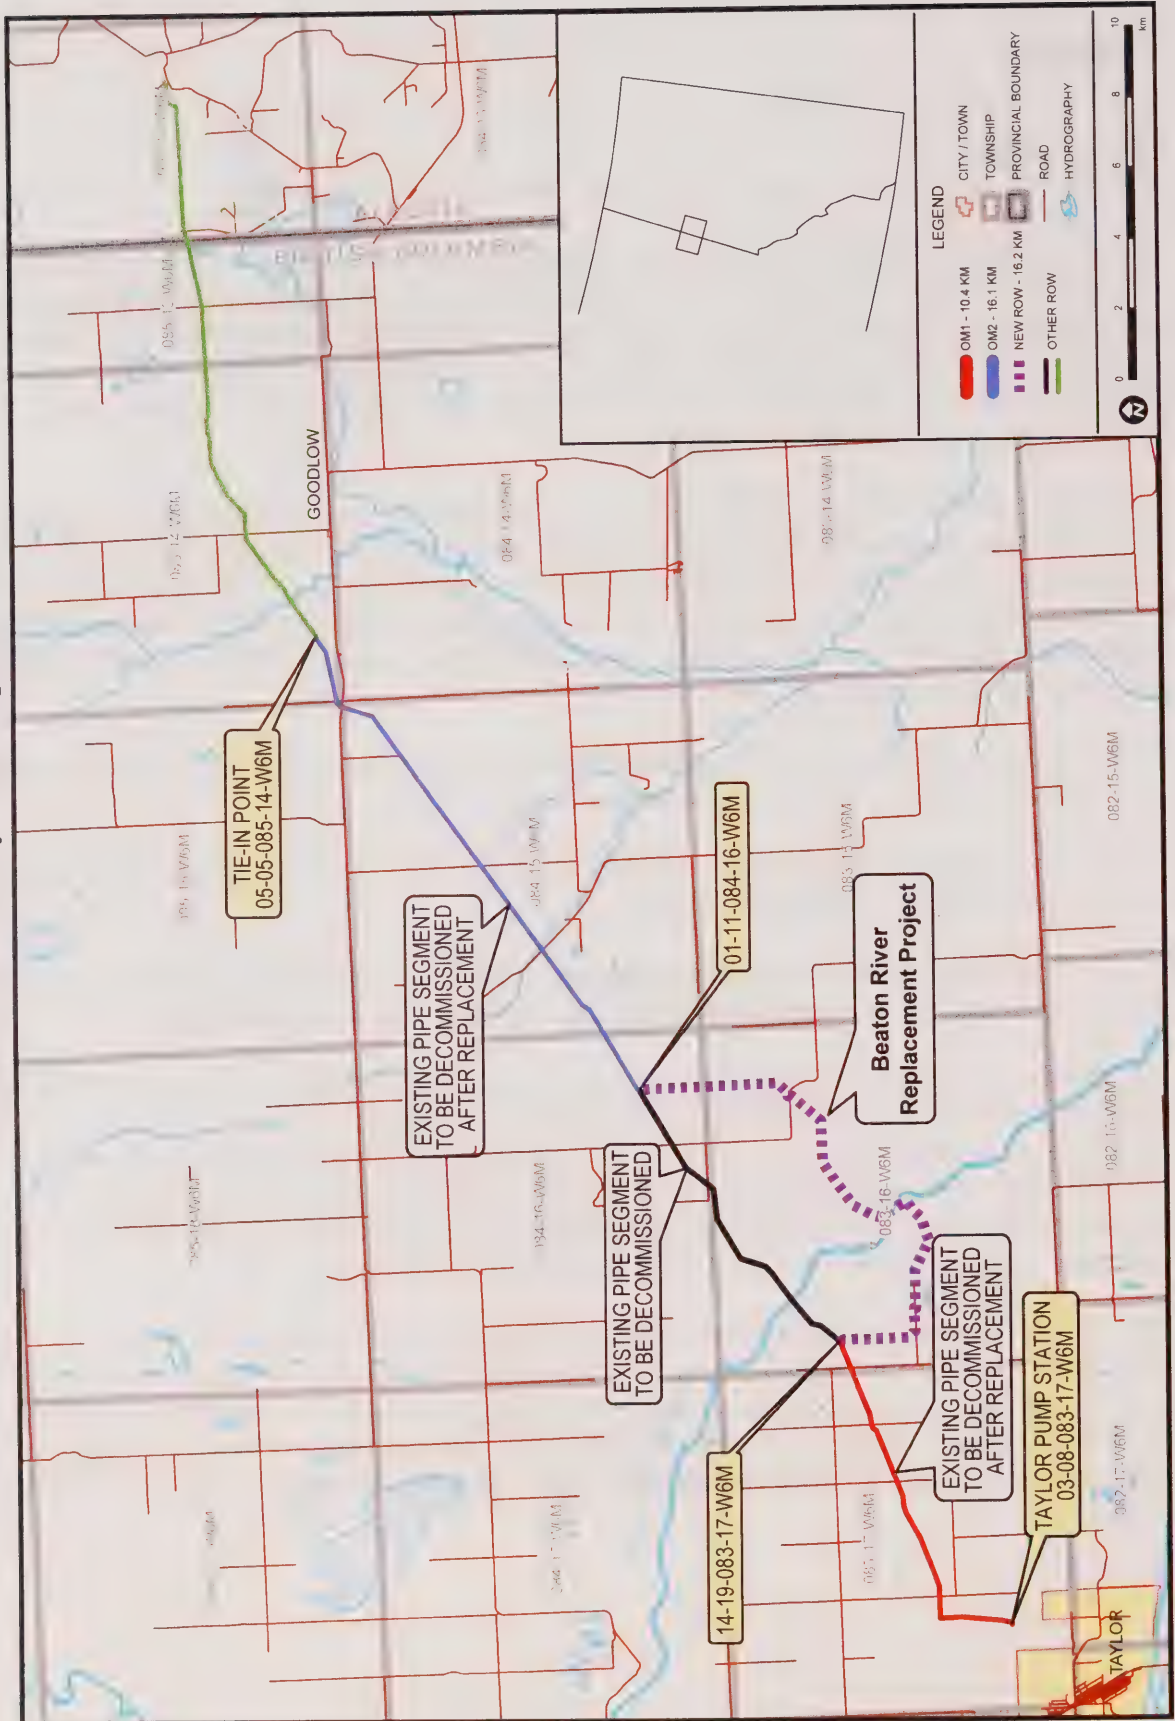 TIE-IN POINT
05-05-085-14-W6M
GOODLOW
EXISTING PIPE SEGMENT
TO BE DECOMMISSIONED
AFTER REPLACEMENT
01-11-084-16-W6M
EXISTING PIPE SEGMENT
TO BE DECOMMISSIONED
Beaton River
Replacement Project
14-19-083-17-W6M
EXISTING PIPE SEGMENT
TO BE DECOMMISSIONED
AFTER REPLACEMENT
TAYLOR PUMP STATION
03-08-083-17-W6M
TAYLOR
083-16-W6M
082-15-W6M
082-16-W6M
082-17-W6M
LEGEND
OM1 - 10.4 KM
OM2 - 16.1 KM
NEW ROW - 16.2 KM
OTHER ROW
CITY / TOWN
TOWNSHIP
PROVINCIAL BOUNDARY
ROAD
HYDROGRAPHY
N
0 2 4 6 8 10
km